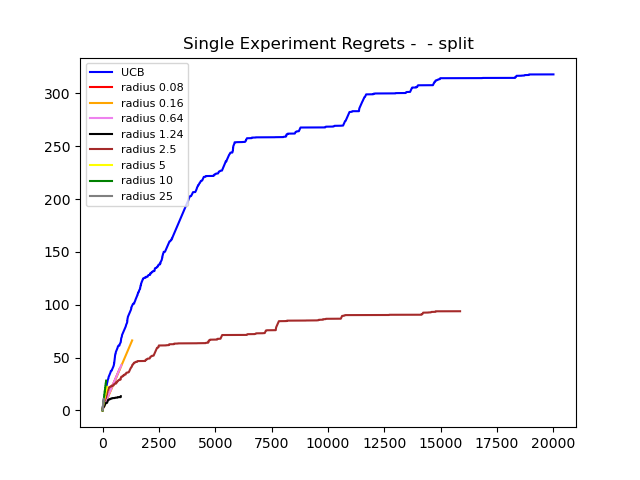 Single Experiment Regrets -  - split
UCB
radius 0.08
radius 0.16
radius 0.64
radius 1.24
radius 2.5
radius 5
radius 10
radius 25
300
250
200
150
100
50
0
0 2500 5000 7500 10000 12500 15000 17500 20000